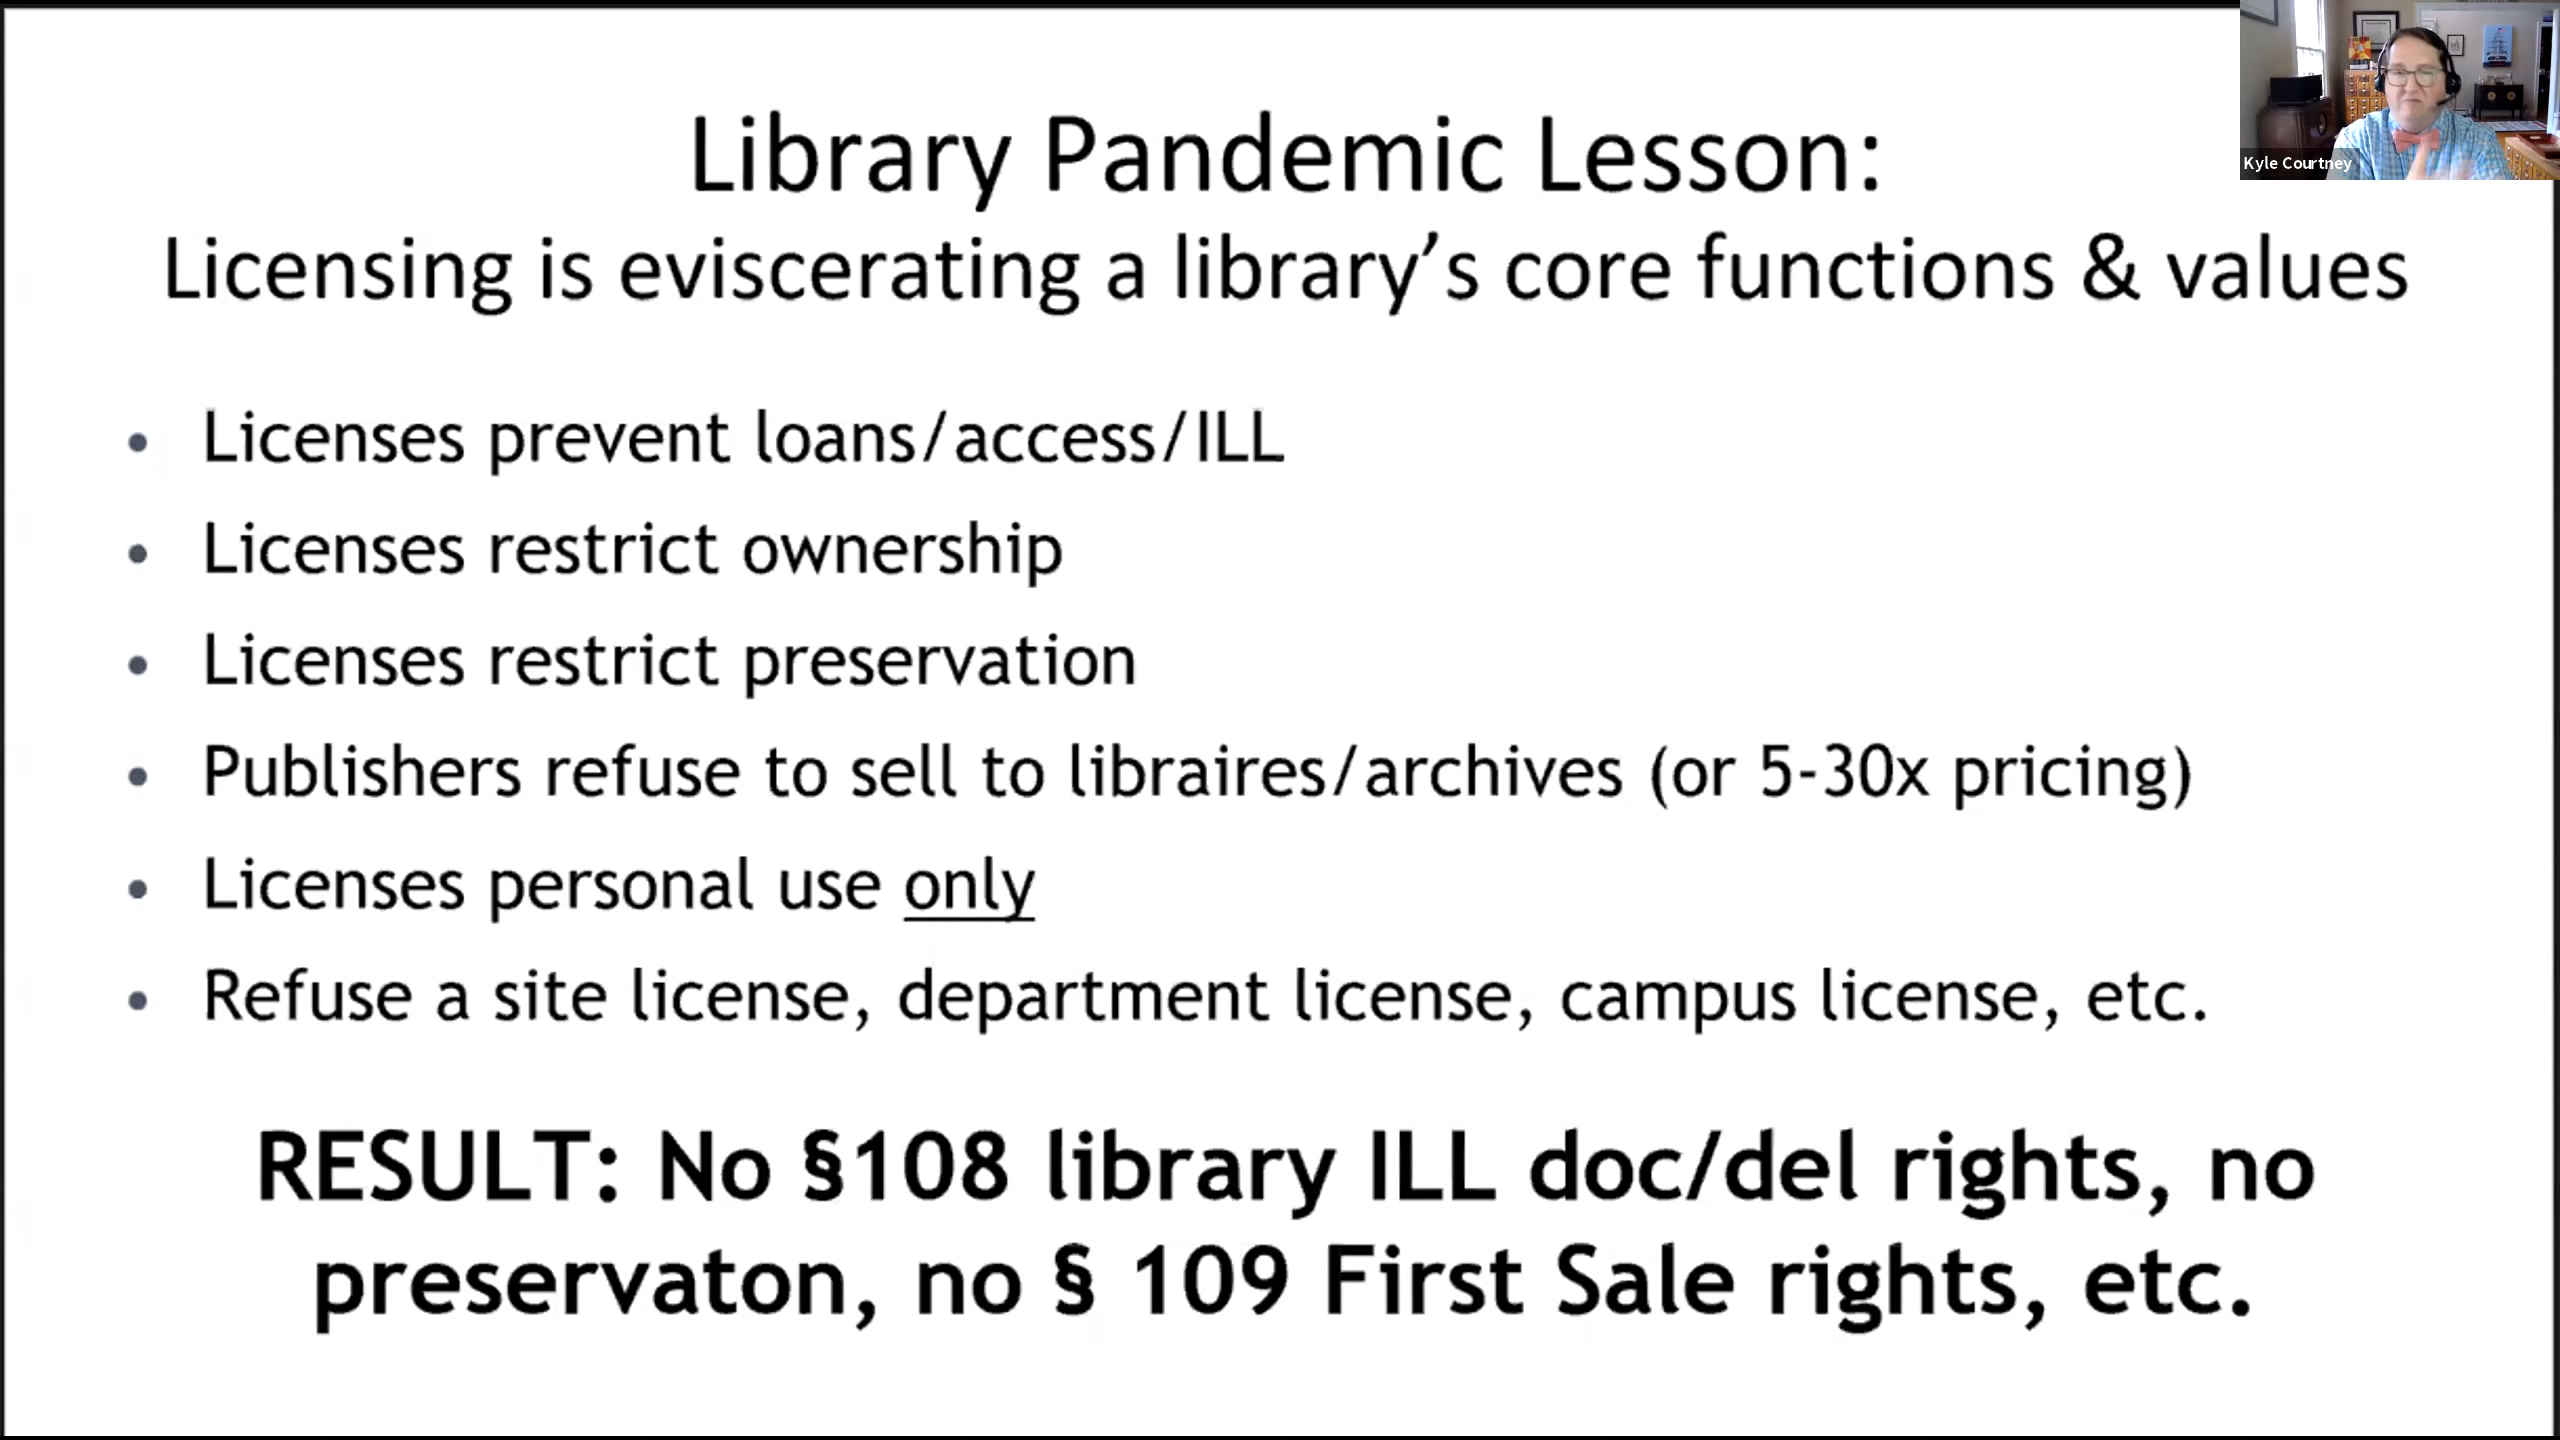 Library Pandemic Lesson:
Licensing is eviscerating a library’s core functions & values
• Licenses prevent loans/access/ILL
• Licenses restrict ownership
• Licenses restrict preservation
• Publishers refuse to sell to libraires/archives (or 5-30x pricing)
• Licenses personal use only
• Refuse a site license, department license, campus license, etc.
RESULT: No §108 library ILL doc/del rights, no
preservaton, no § 109 First Sale rights, etc.
Kyle Courtney